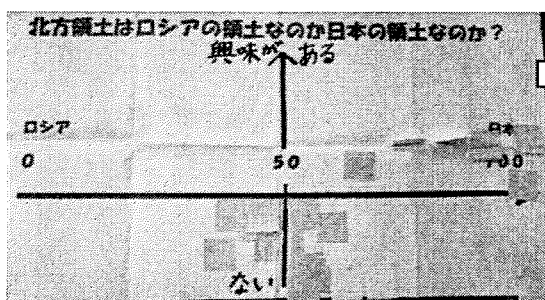 北方領土はロシアの領土なのか日本の領土なのか？
興味が ある
ロシア 日本
0 50 100
ない